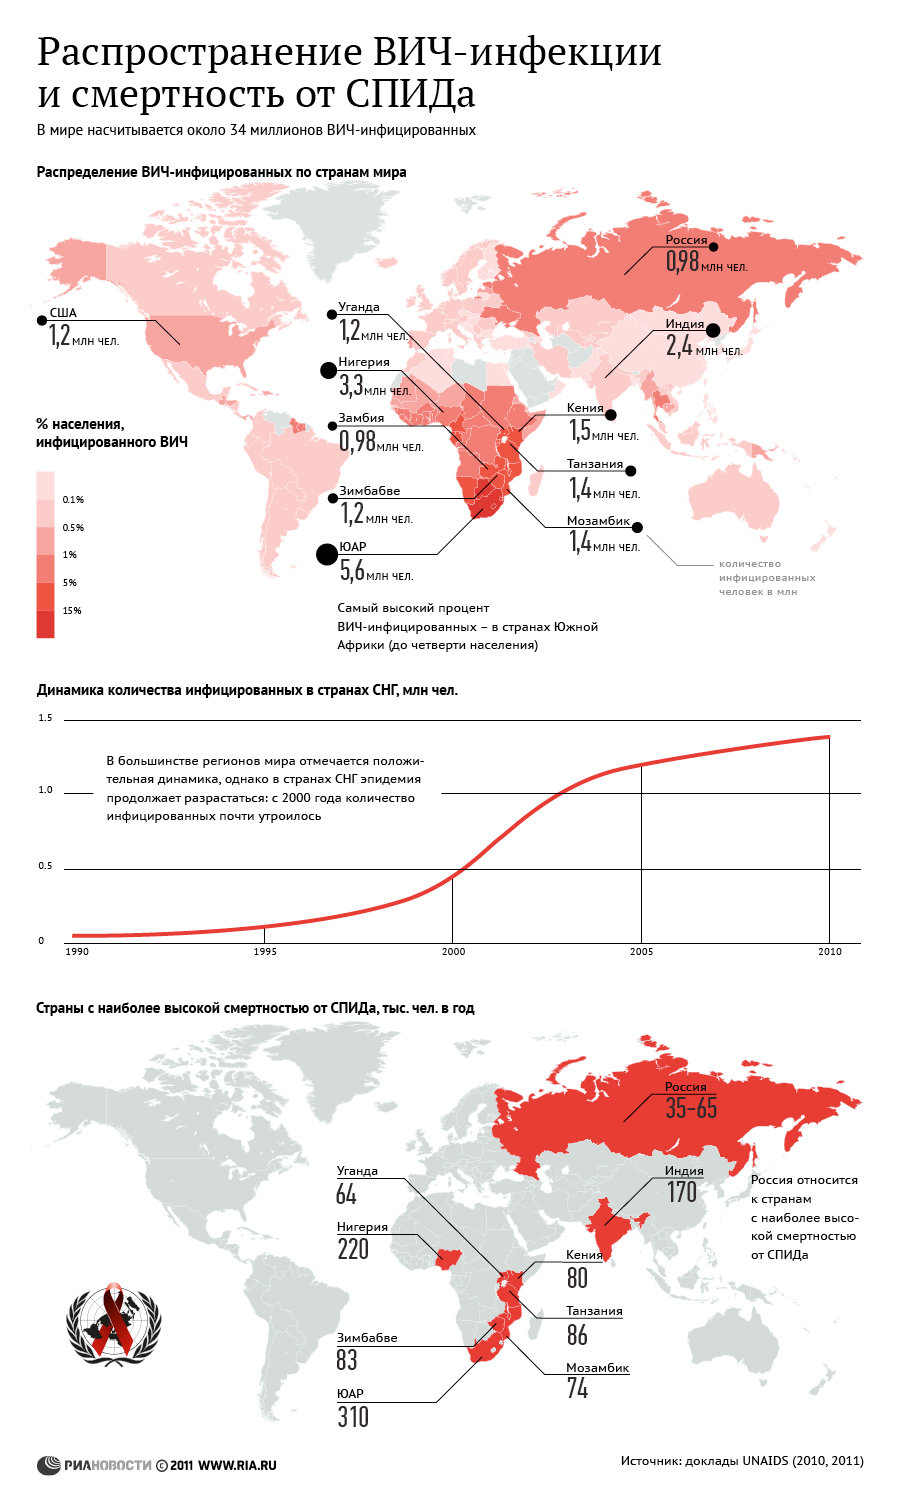 Распространение ВИЧ-инфекции
и смертность от СПИДа
В мире насчитывается около 34 миллионов ВИЧ-инфицированных
Распределение ВИЧ-инфицированных по странам мира
Россия
0,98 млн чел.
США
1,2 млн чел.
Уганда
1,2 млн чел.
Индия
2,4 млн чел.
Нигерия
3,3 млн чел.
Кения
1,5 млн чел.
Замбия
0,98 млн чел.
Танзания
1,4 млн чел.
Зимбабве
1,2 млн чел.
Мозамбик
1,4 млн чел.
ЮАР
5,6 млн чел.
количество
инфицированных
человек в млн
% населения,
инфицированного ВИЧ
0.1%
0.5%
1%
5%
15%
Самый высокий процент
ВИЧ-инфицированных – в странах Южной
Африки (до четверти населения)
Динамика количества инфицированных в странах СНГ, млн чел.
1.5
1.0
0.5
0
В большинстве регионов мира отмечается положи-
тельная динамика, однако в странах СНГ эпидемия
продолжает разрастаться: с 2000 года количество
инфицированных почти утроилось
1990
1995
2000
2005
2010
Страны с наиболее высокой смертностью от СПИДа, тыс. чел. в год
Россия
35–65
Уганда
64
Индия
170
Россия относится
к странам
с наиболее высо-
кой смертностью
от СПИДа
Нигерия
220
Кения
80
Танзания
86
Зимбабве
83
Мозамбик
74
ЮАР
310
РИАНОВОСТИ © 2011 WWW.RIA.RU
Источник: доклады UNAIDS (2010, 2011)